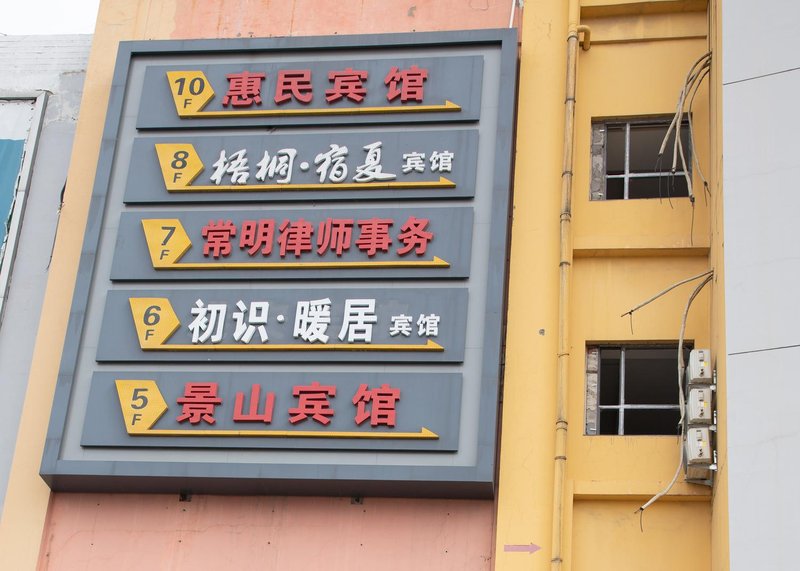 10F 惠民宾馆
8F 梧桐·宿夏 宾馆
7F 常明律师事务
6F 初识·暖居 宾馆
5F 景山宾馆